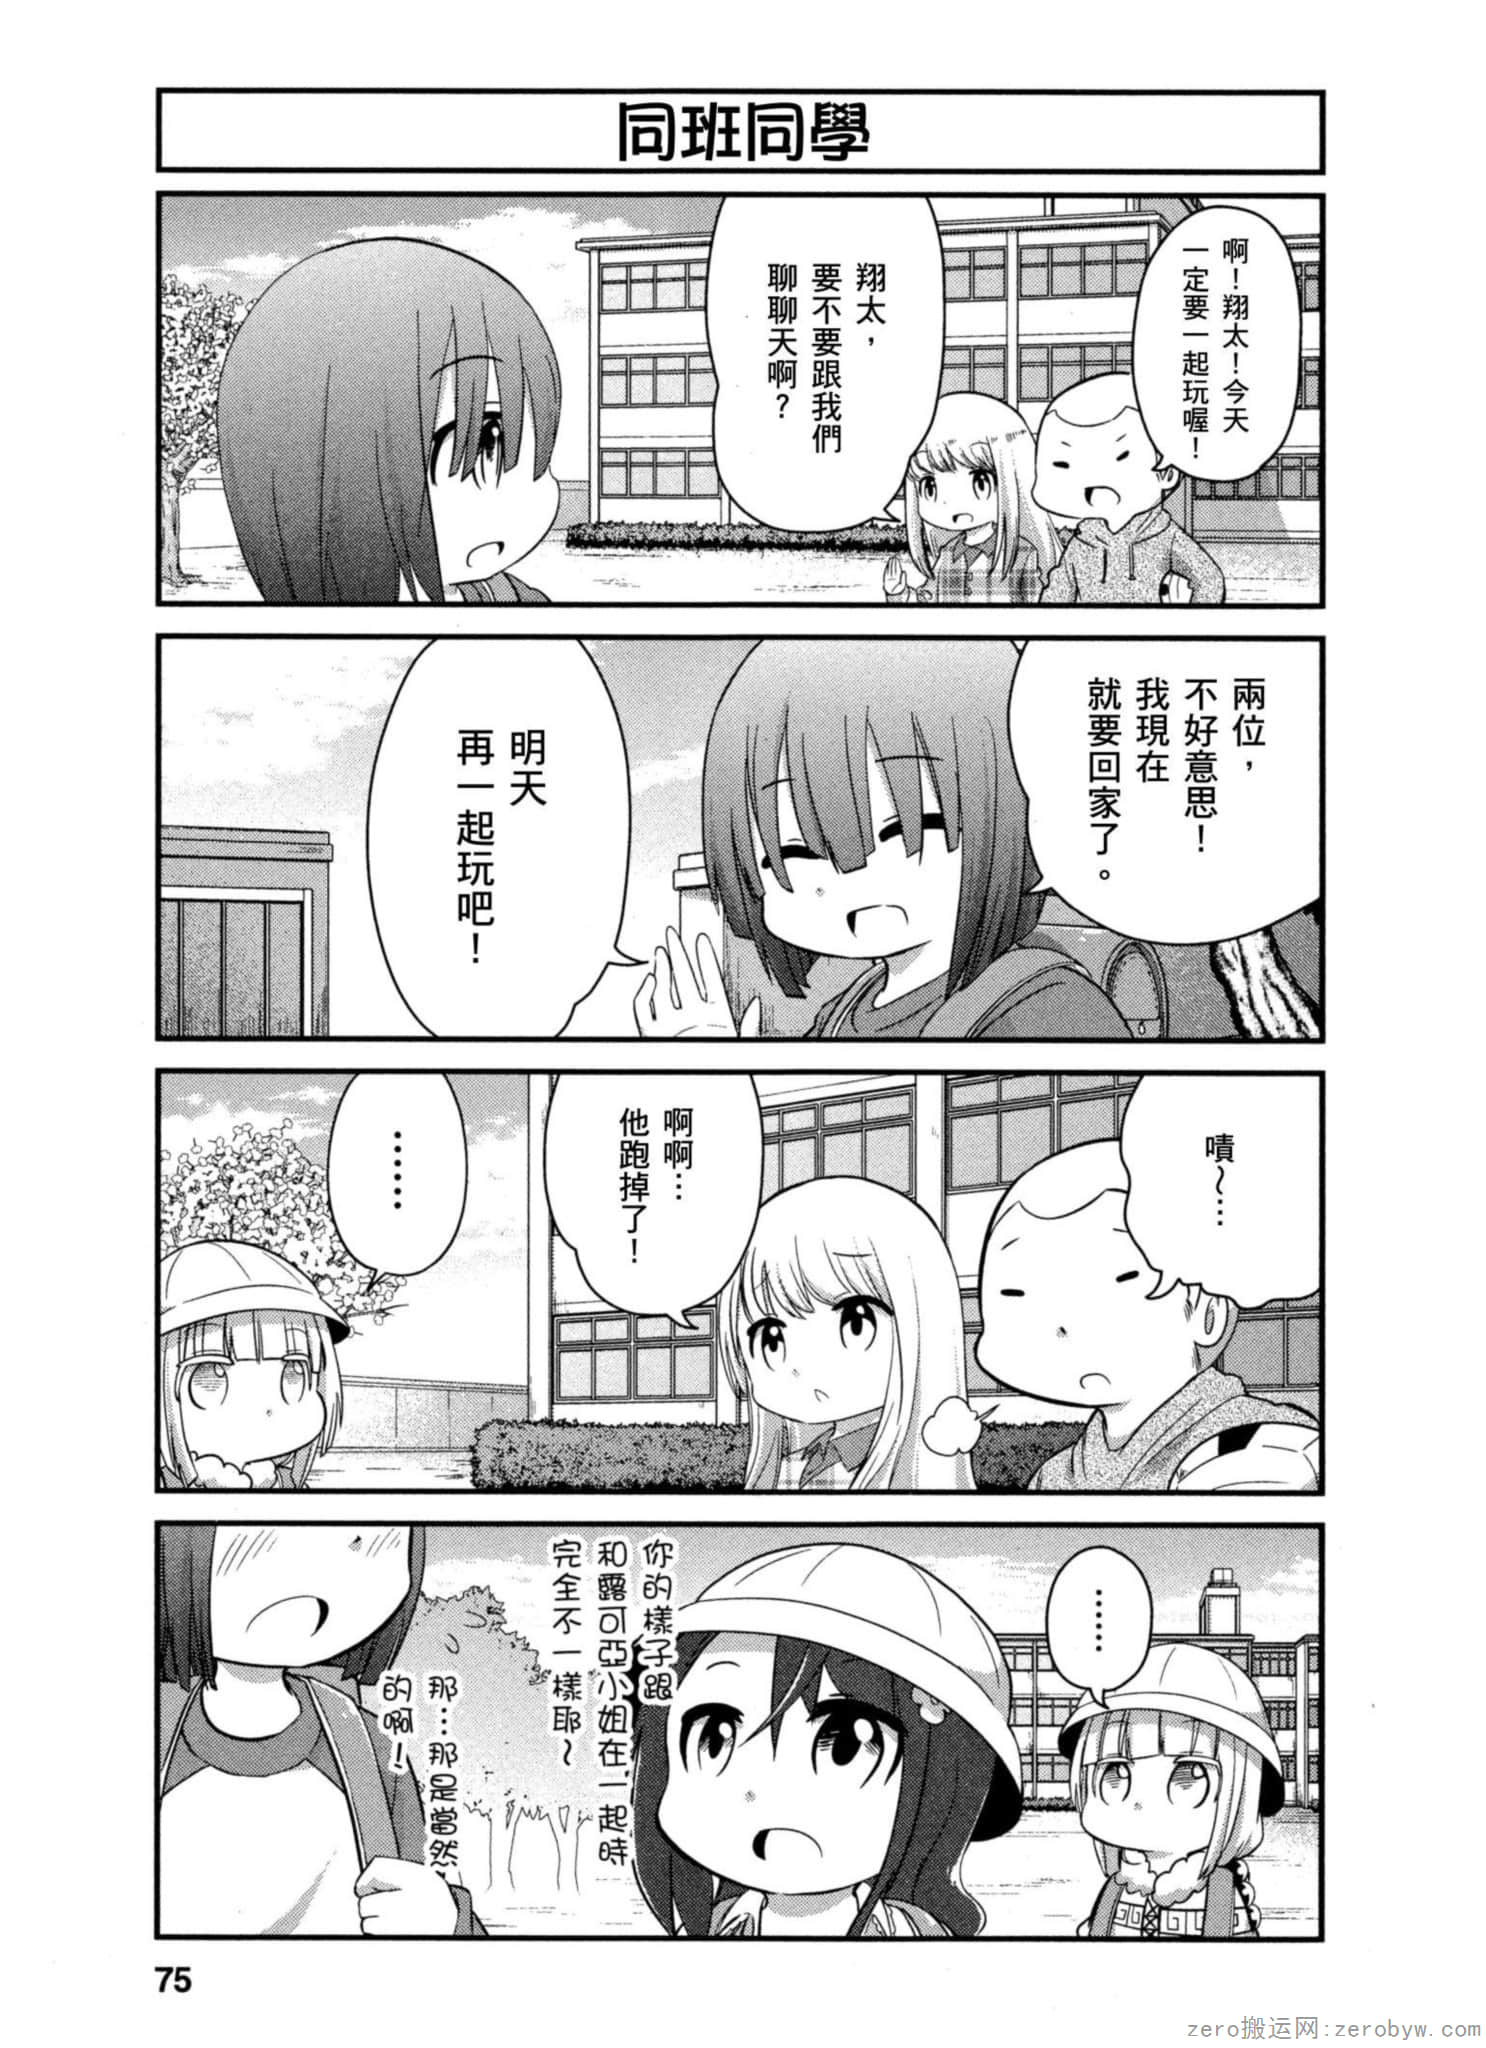 同班同學
啊！翔太！今天
一定要一起玩喔！
翔太，
要不要跟我們
聊聊天啊？
兩位，
不好意思！
我現在
就要回家了。
明天
再一起玩吧！
嘖～…
啊啊…
他跑掉了！
……
……
你的樣子跟
和露可亞小姐在一起時
完全不一樣耶～
那…那是當然
的啊！
75
zero搬运网:zerobyw.com